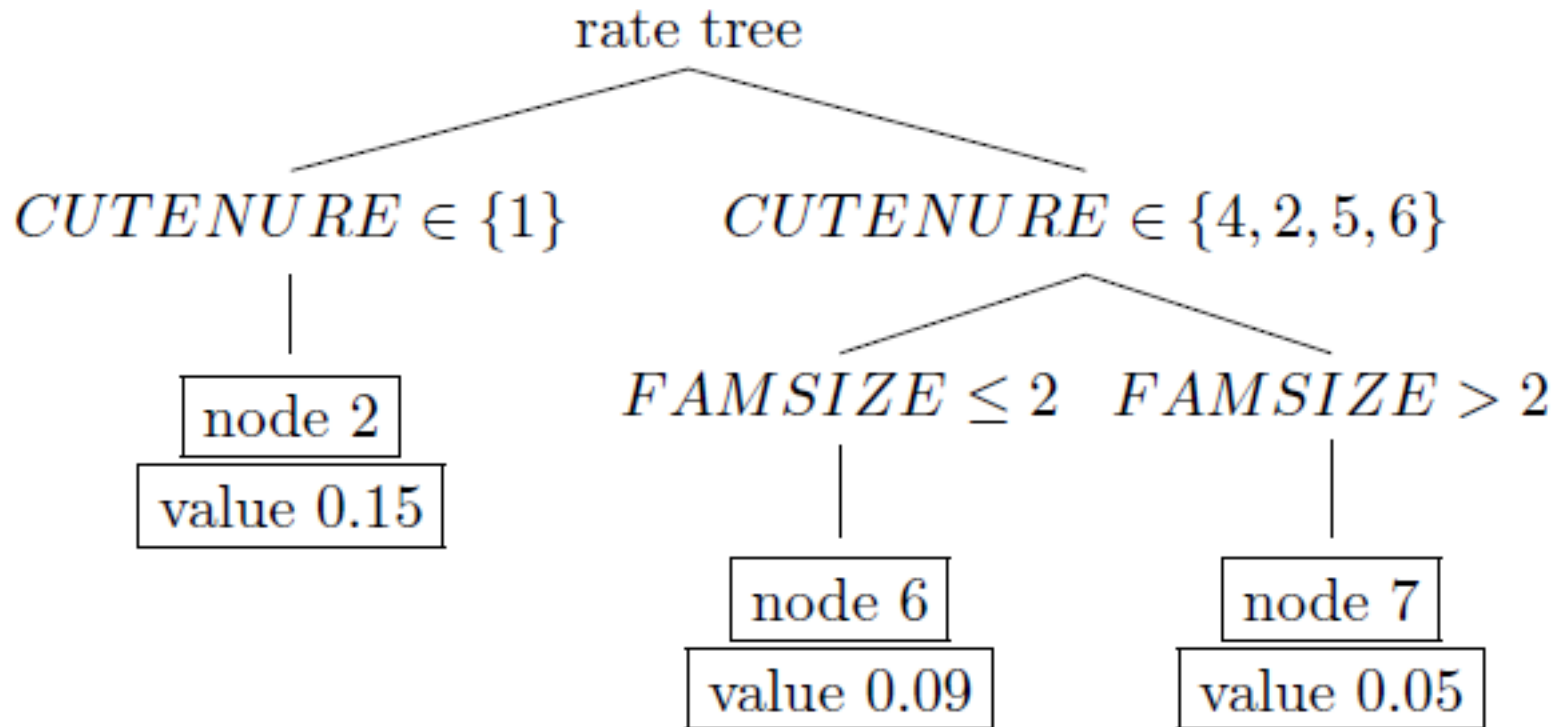 rate tree
CUTENURE ∈ {1}
CUTENURE ∈ {4, 2, 5, 6}
FAMSIZE ≤ 2
FAMSIZE > 2
node 2
value 0.15
node 6
value 0.09
node 7
value 0.05